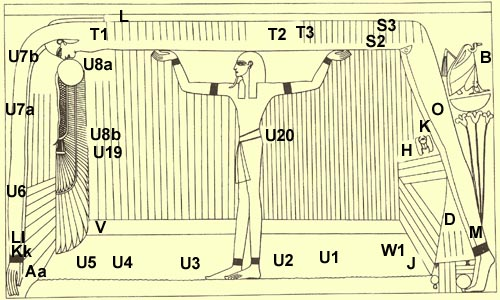 L
T1 T2 T3 S3
S2
U7b U8a B
U7a O
K
U8b U20
U19 H
U6
D
V M
Ll
Kk W1
Aa U5 U4 U3 U2 U1 J